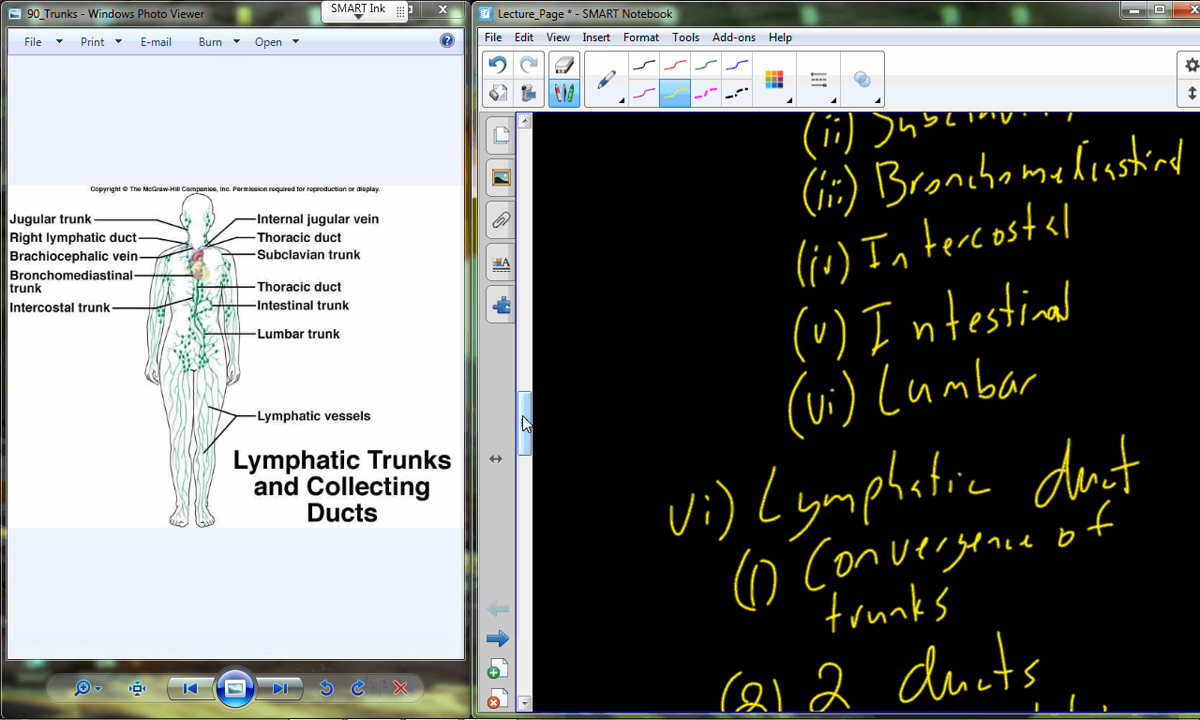 90_Trunks - Windows Photo Viewer
SMART Ink
File Print E-mail Burn Open
Copyright © The McGraw-Hill Companies, Inc. Permission required for reproduction or display.
Jugular trunk
Right lymphatic duct
Brachiocephalic vein
Bronchomediastinal
trunk
Intercostal trunk
Internal jugular vein
Thoracic duct
Subclavian trunk
Thoracic duct
Intestinal trunk
Lumbar trunk
Lymphatic vessels
Lymphatic Trunks
and Collecting
Ducts
Lecture_Page * - SMART Notebook
File Edit View Insert Format Tools Add-ons Help
(ii)
(iii) Bronchomediastinal
(iv) Intercostal
(v) Intestinal
(vi) Lumbar
vi) Lymphatic duct
(1) Convergence of
trunks
(2) 2 ducts